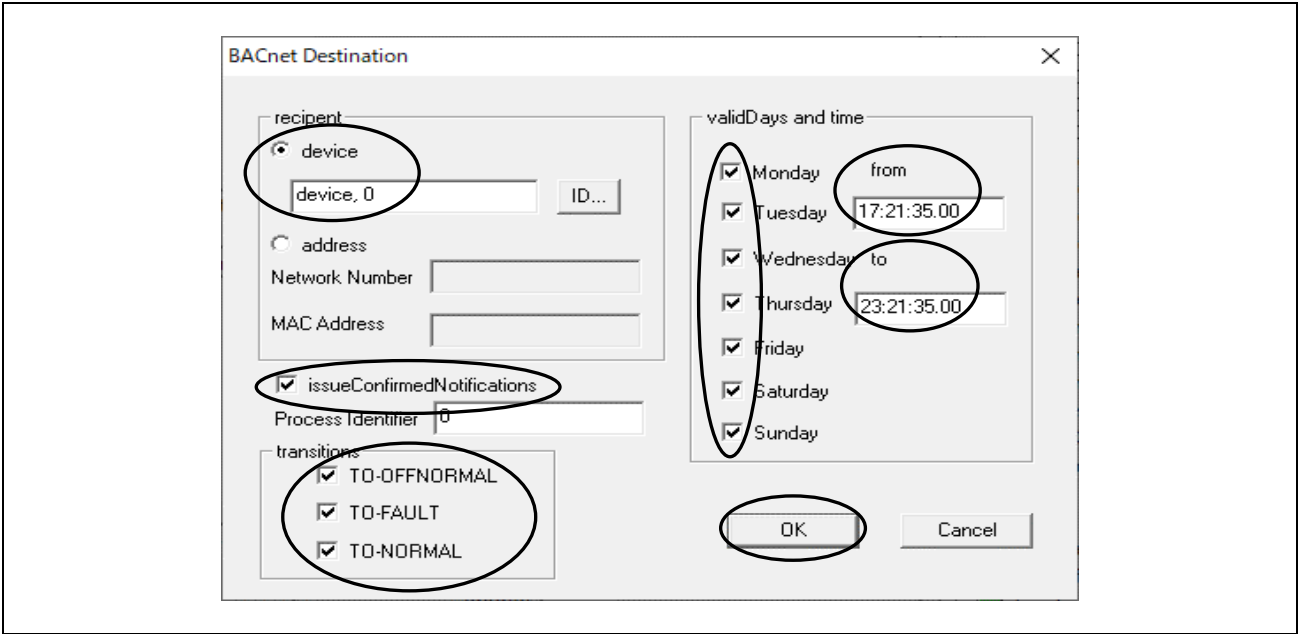 BACnet Destination
recipent
device
device, 0
ID...
address
Network Number
MAC Address
issueConfirmedNotifications
Process Identifier 0
transitions
TO-OFFNORMAL
TO-FAULT
TO-NORMAL
validDays and time
Monday from
Tuesday 17:21:35.00
Wednesday to
Thursday 23:21:35.00
Friday
Saturday
Sunday
OK Cancel